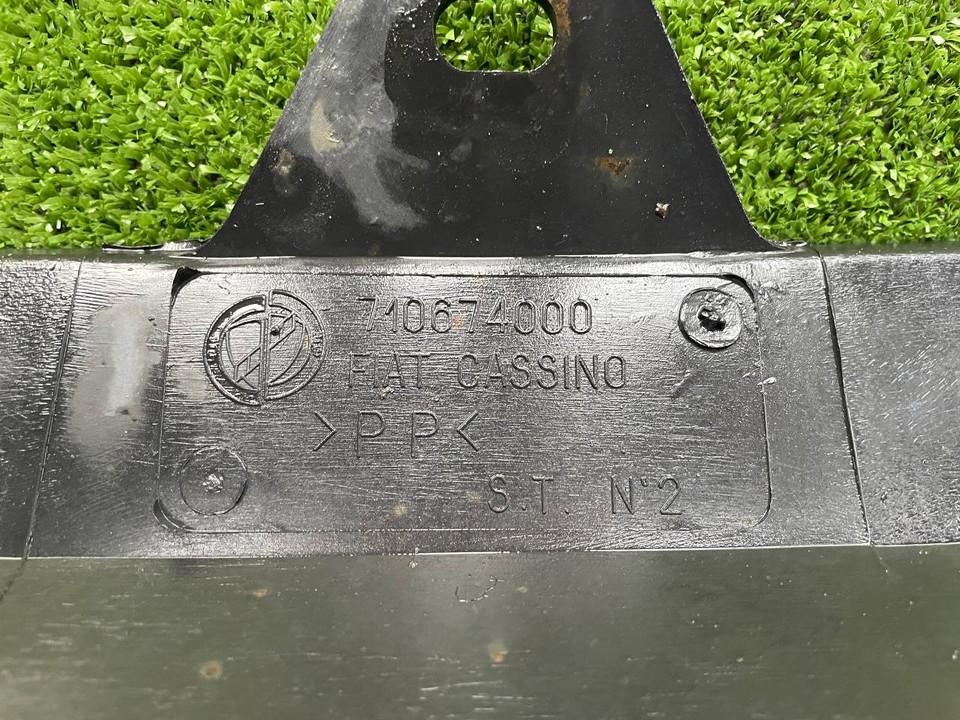 710674000
FIAT CASSINO
>PP<
S.T. N°2